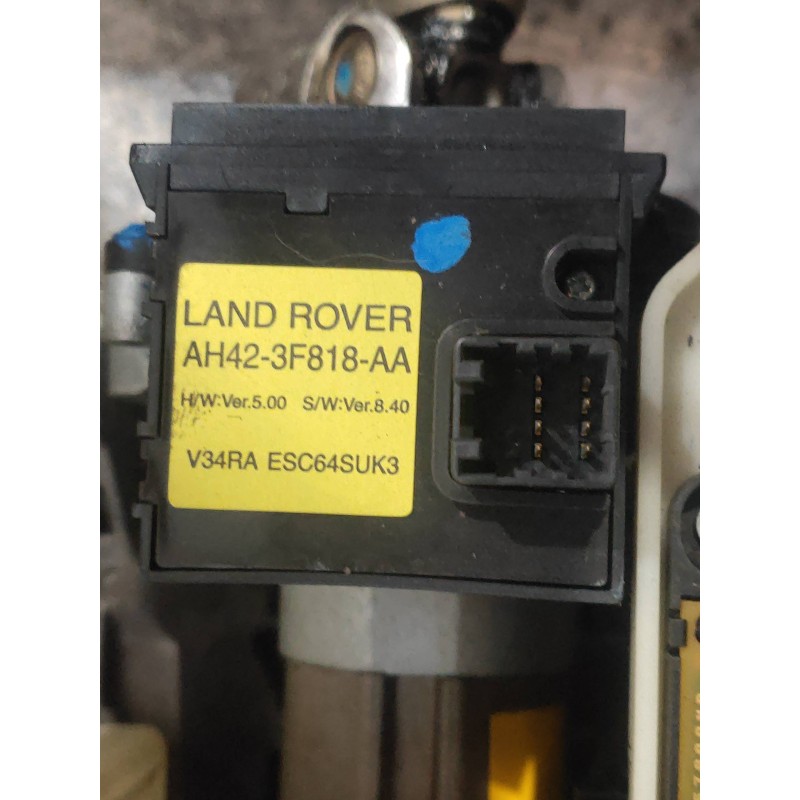 LAND ROVER
AH42-3F818-AA
H/W:Ver.5.00 S/W:Ver.8.40
V34RA ESC64SUK3